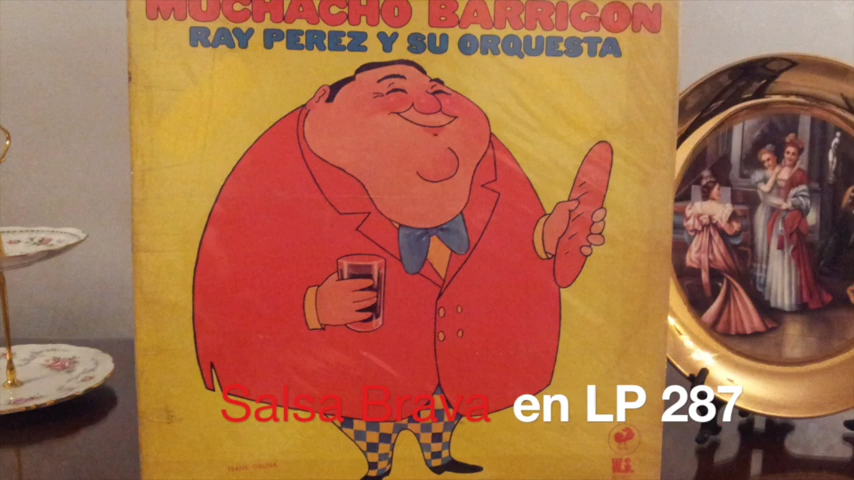 MUCHACHO BARRIGON
RAY PEREZ Y SU ORQUESTA
Salsa Brava en LP 287
W.S.